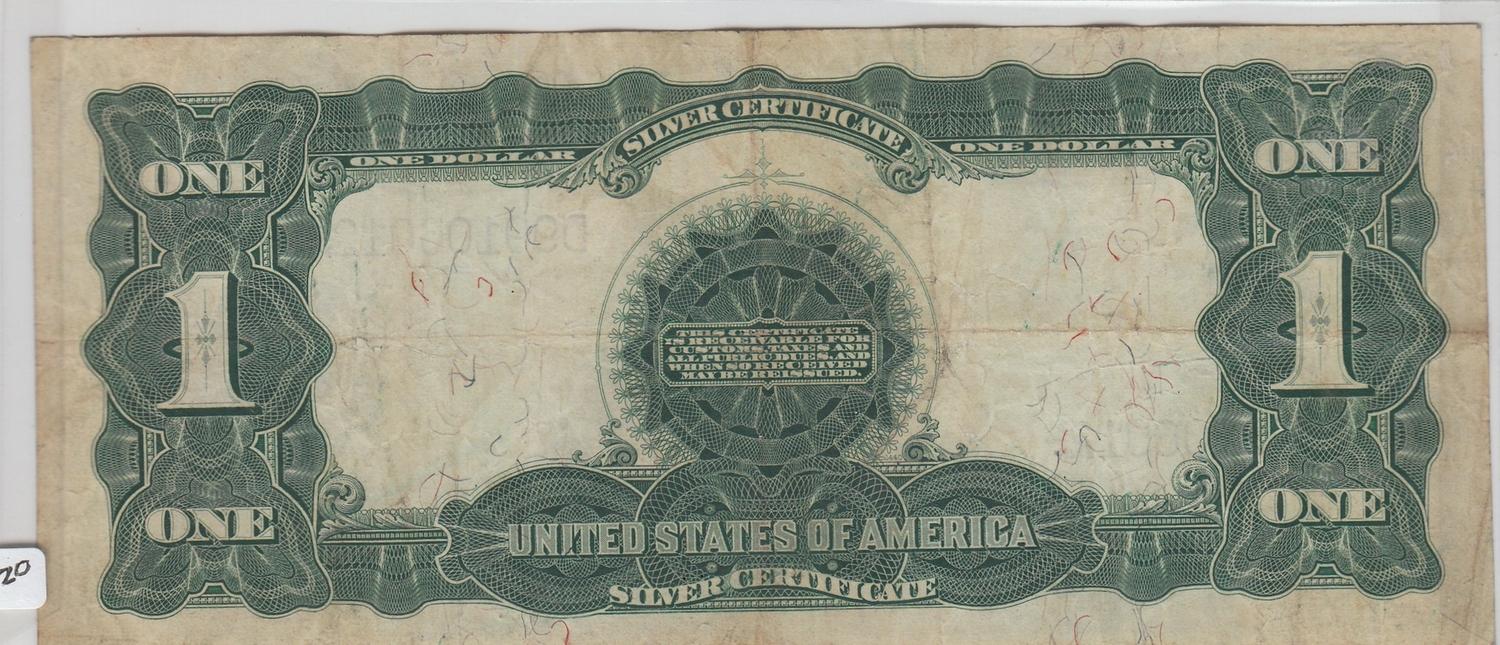 SILVER CERTIFICATE
ONE DOLLAR ONE DOLLAR
ONE ONE
1 1
THIS CERTIFICATE
IS RECEIVABLE FOR
CUSTOMS, TAXES AND
ALL PUBLIC DUES, AND
WHEN SO RECEIVED
MAY BE REISSUED.
ONE ONE
UNITED STATES OF AMERICA
SILVER CERTIFICATE
20